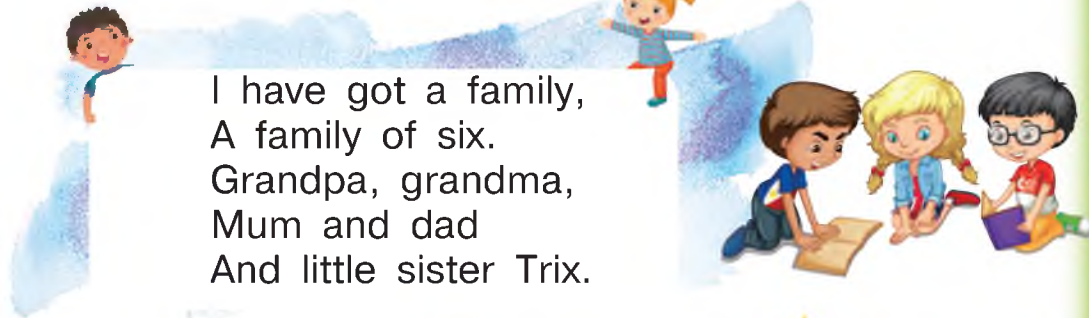 I have got a family,
A family of six.
Grandpa, grandma,
Mum and dad
And little sister Trix.